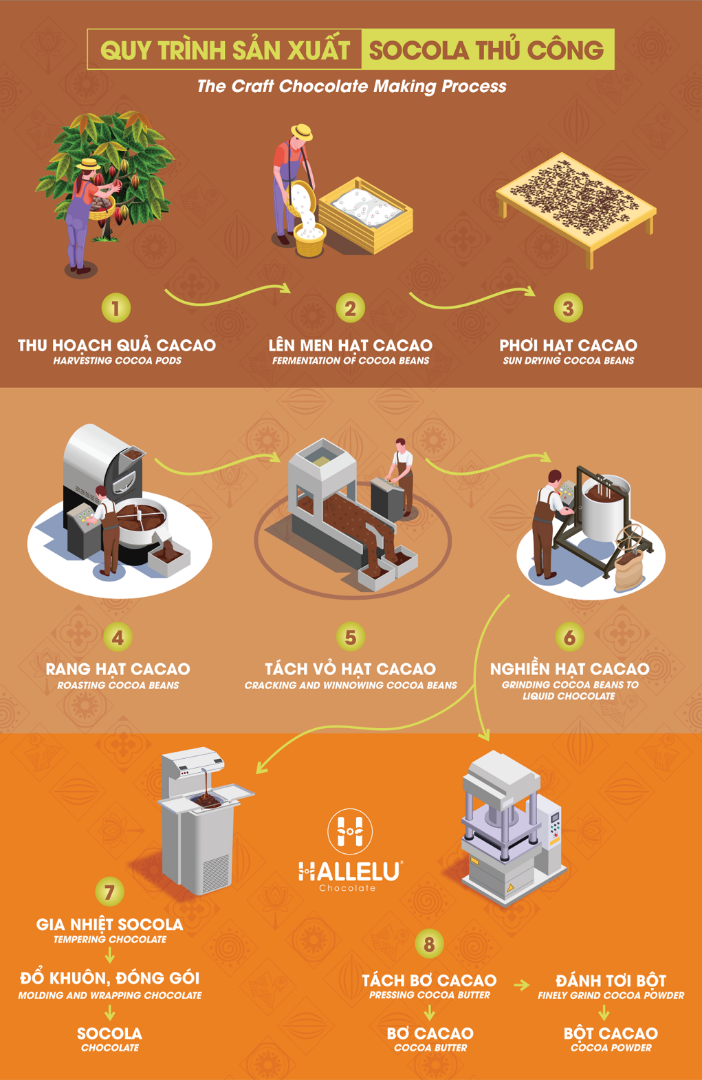 QUY TRÌNH SẢN XUẤT SOCOLA THỦ CÔNG
The Craft Chocolate Making Process
1
THU HOẠCH QUẢ CACAO
HARVESTING COCOA PODS
2
LÊN MEN HẠT CACAO
FERMENTATION OF COCOA BEANS
3
PHƠI HẠT CACAO
SUN DRYING COCOA BEANS
4
RANG HẠT CACAO
ROASTING COCOA BEANS
5
TÁCH VỎ HẠT CACAO
CRACKING AND WINNOWING COCOA BEANS
6
NGHIỀN HẠT CACAO
GRINDING COCOA BEANS TO
LIQUID CHOCOLATE
HALLELU®
Chocolate
7
GIA NHIỆT SOCOLA
TEMPERING CHOCOLATE
ĐỔ KHUÔN, ĐÓNG GÓI
MOLDING AND WRAPPING CHOCOLATE
SOCOLA
CHOCOLATE
8
TÁCH BƠ CACAO
PRESSING COCOA BUTTER
BƠ CACAO
COCOA BUTTER
ĐÁNH TƠI BỘT
FINELY GRIND COCOA POWDER
BỘT CACAO
COCOA POWDER